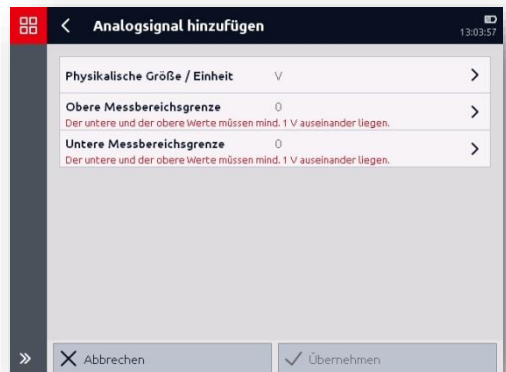 Analogsignal hinzufügen
13:03:57
Physikalische Größe / Einheit V
Obere Messbereichsgrenze 0
Der untere und der obere Werte müssen mind. 1 V auseinander liegen.
Untere Messbereichsgrenze 0
Der untere und der obere Werte müssen mind. 1 V auseinander liegen.
Abbrechen
Übernehmen